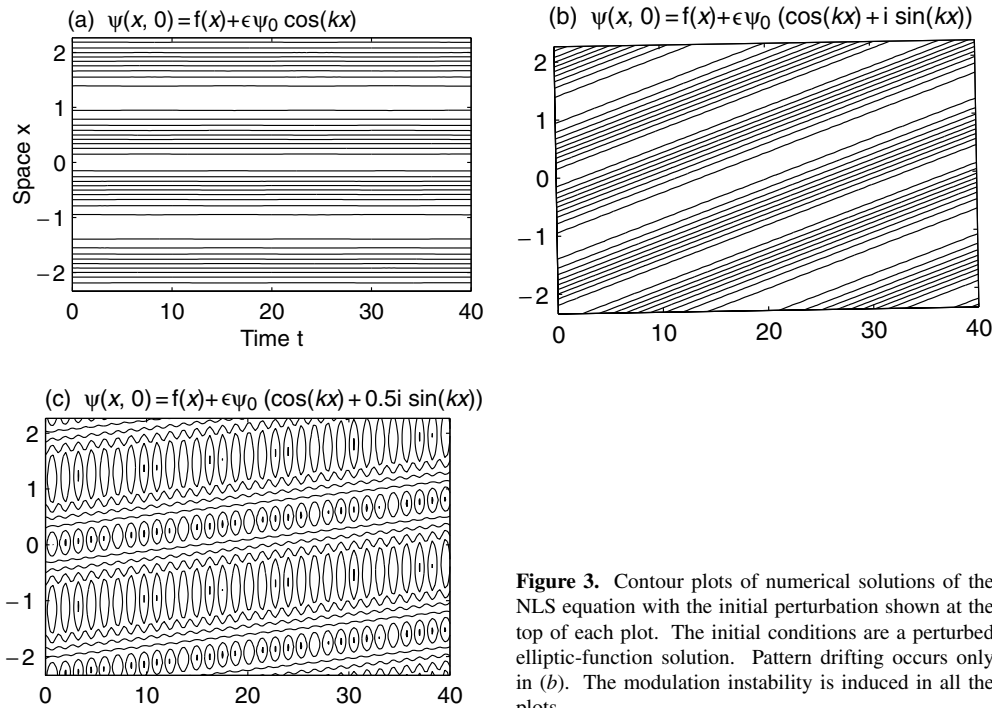 (a) ψ(x, 0) = f(x)+ϵψ0 cos(kx)
2
1
0
−1
−2
Space x
0 10 20 30 40
Time t
(b) ψ(x, 0) = f(x)+ϵψ0 (cos(kx)+i sin(kx))
2
1
0
−1
−2
0 10 20 30 40
(c) ψ(x, 0) = f(x)+ϵψ0 (cos(kx)+0.5i sin(kx))
2
1
0
−1
−2
0 10 20 30 40
Figure 3. Contour plots of numerical solutions of the
NLS equation with the initial perturbation shown at the
top of each plot. The initial conditions are a perturbed
elliptic-function solution. Pattern drifting occurs only
in (b). The modulation instability is induced in all the
plots